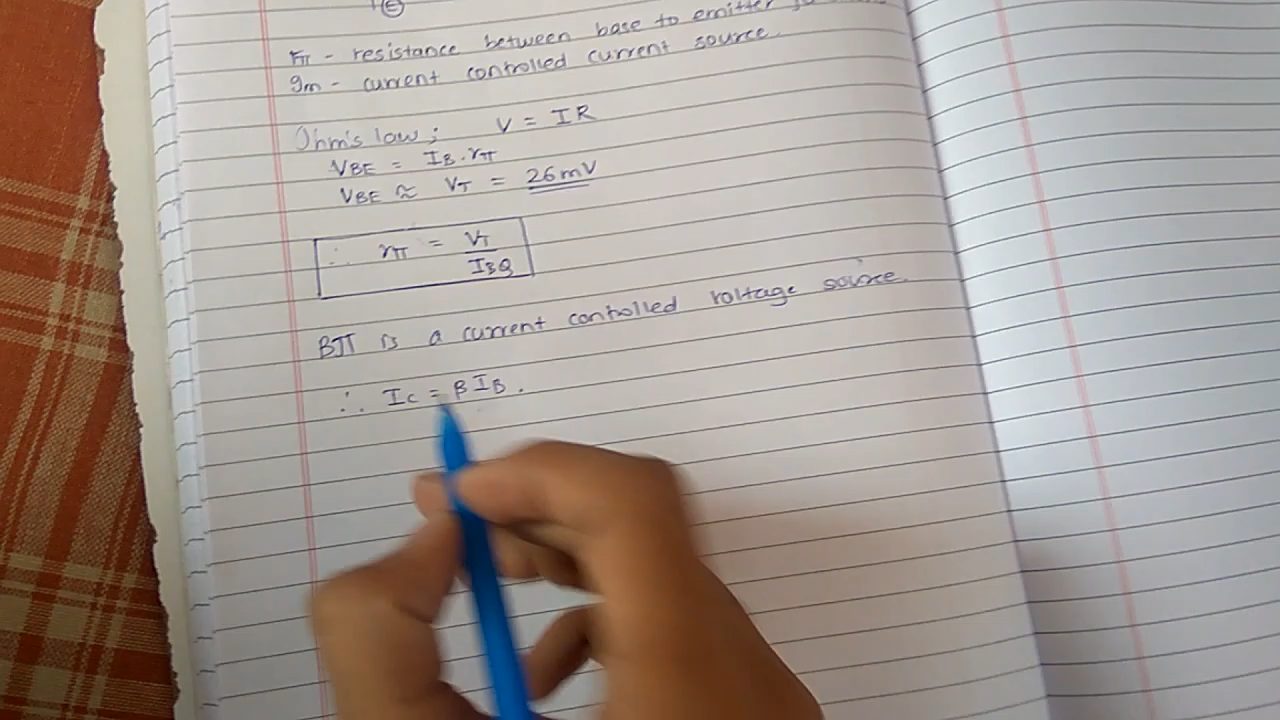 E
rπ - resistance between base to emitter
gm - current controlled current source.
Ohm's law; V = IR
VBE = IB.rπ
VBE ≈ VT = 26mV
∴ rπ = VT / IBQ
BJT is a current controlled voltage source.
∴ IC = βIB.